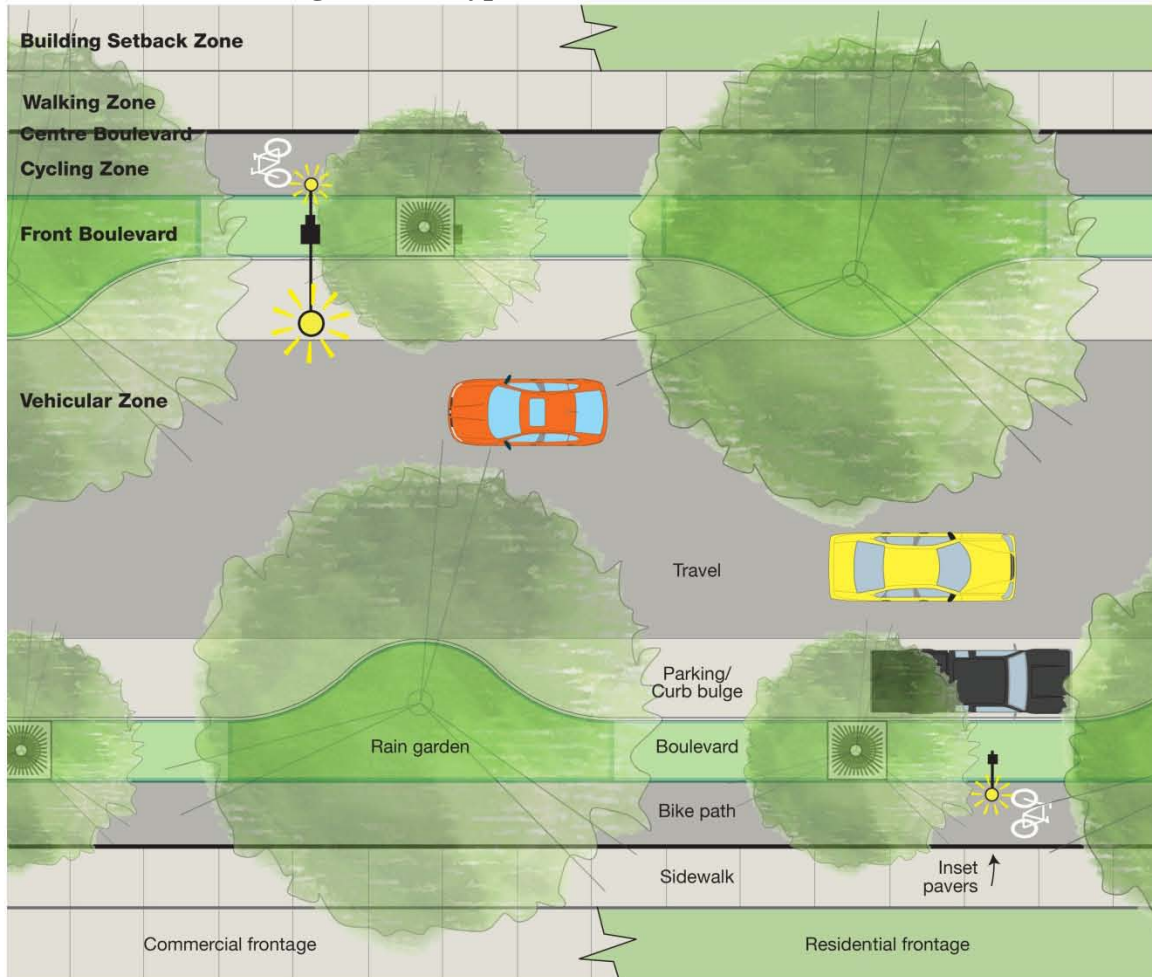 Building Setback Zone
Walking Zone
Centre Boulevard
Cycling Zone
Front Boulevard
Vehicular Zone
Travel
Parking/
Curb bulge
Rain garden
Boulevard
Bike path
Sidewalk
Inset
pavers
Commercial frontage
Residential frontage